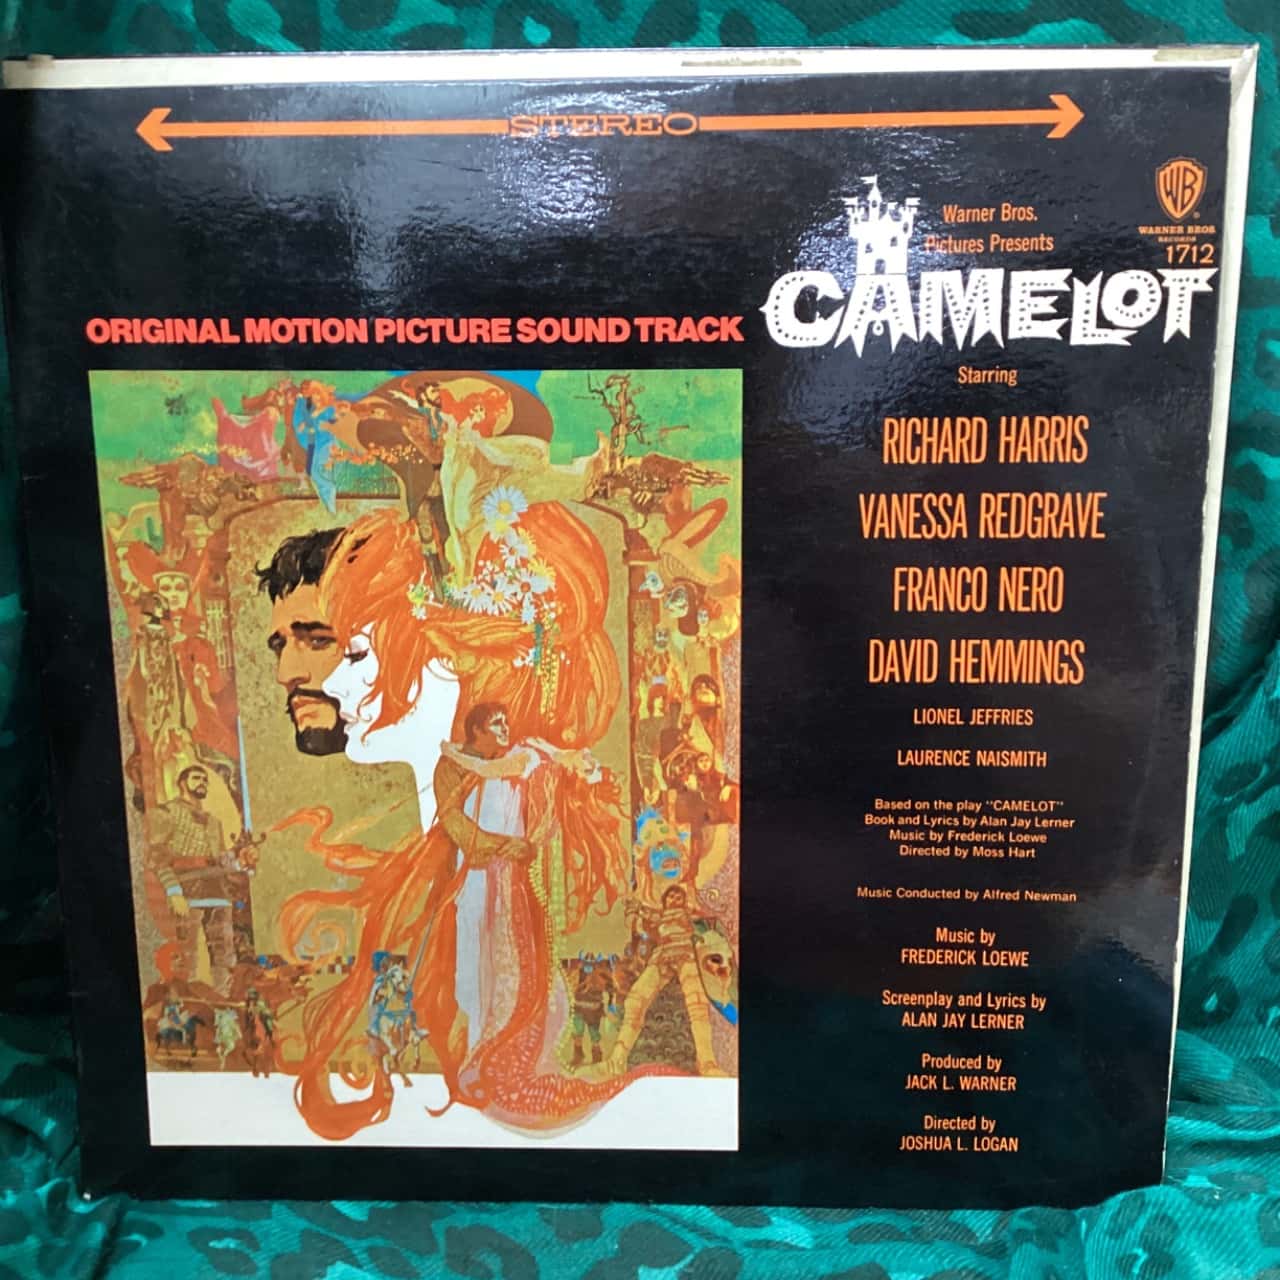 STEREO
WB
WARNER BROS
RECORDS
1712
Warner Bros.
Pictures Presents
CAMELOT
ORIGINAL MOTION PICTURE SOUND TRACK
Starring
RICHARD HARRIS
VANESSA REDGRAVE
FRANCO NERO
DAVID HEMMINGS
LIONEL JEFFRIES
LAURENCE NAISMITH
Based on the play "CAMELOT"
Book and Lyrics by Alan Jay Lerner
Music by Frederick Loewe
Directed by Moss Hart
Music Conducted by Alfred Newman
Music by
FREDERICK LOEWE
Screenplay and Lyrics by
ALAN JAY LERNER
Produced by
JACK L. WARNER
Directed by
JOSHUA L. LOGAN